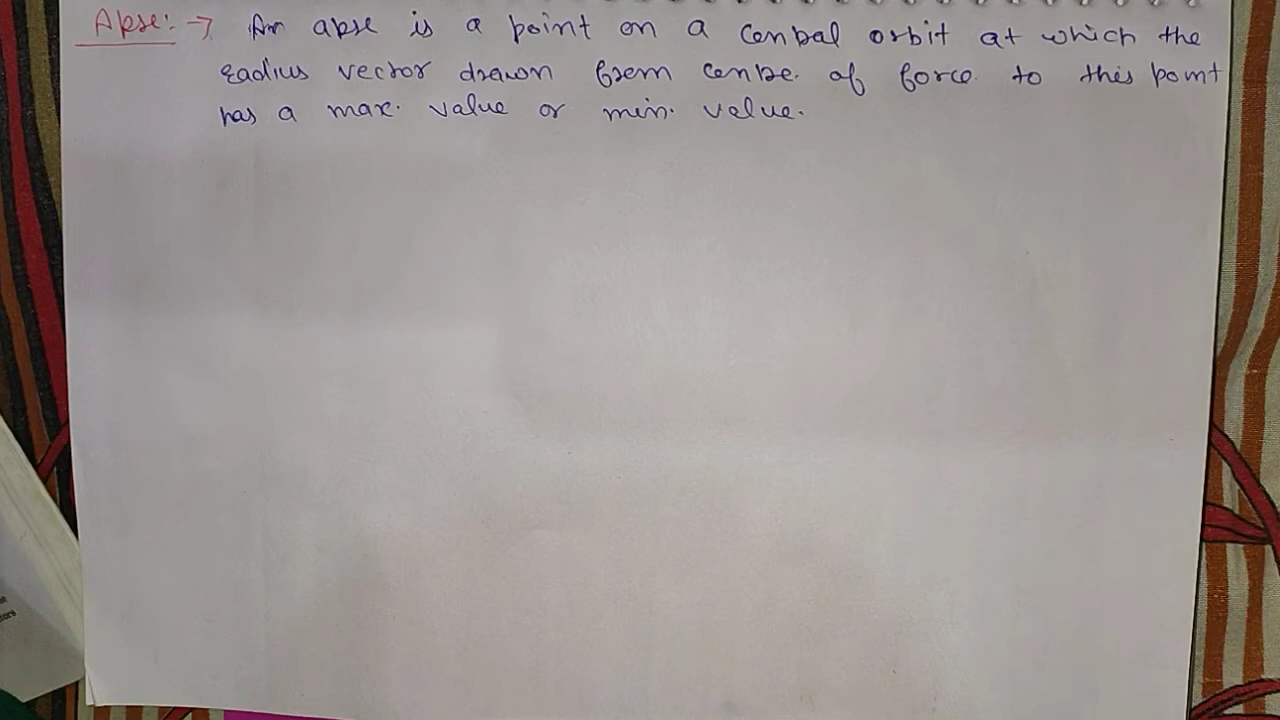 Apse:→ An apse is a point on a central orbit at which the
radius vector drawn from centre of force to this point
has a max. value or min. value.